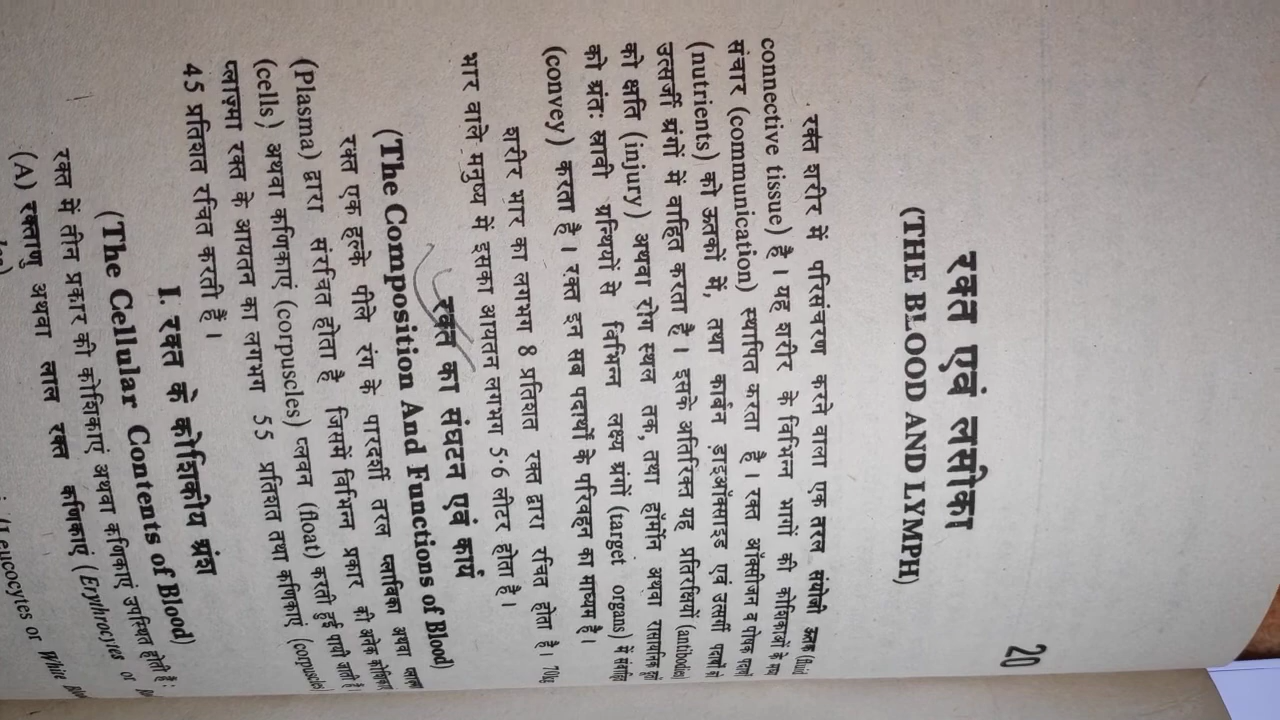 20
रक्त एवं लसीका
(THE BLOOD AND LYMPH)
रक्त शरीर में परिसंचरण करने वाला एक तरल संयोजी ऊतक (fluid
connective tissue) है। यह शरीर के विभिन्न भागों की कोशिकाओं के मध्य
संचार (communication) स्थापित करता है। रक्त ऑक्सीजन व पोषक पदार्थों
(nutrients) को ऊतकों में, तथा कार्बन डाइऑक्साइड एवं उत्सर्गी पदार्थों को
उत्सर्जी अंगों में वाहित करता है। इसके अतिरिक्त यह प्रतिरक्षियों (antibodies)
को क्षति (injury) अथवा रोग स्थल तक, तथा हॉर्मोन अथवा रासायनिक दूतों
को अंतः स्रावी ग्रन्थियों से विभिन्न लक्ष्य अंगों (target organs) में संवाहित
(convey) करता है। रक्त इन सब पदार्थों के परिवहन का माध्यम है।
शरीर भार का लगभग 8 प्रतिशत रक्त द्वारा रचित होता है। 70kg
भार वाले मनुष्य में इसका आयतन लगभग 5·6 लीटर होता है।
रक्त का संघटन एवं कार्य
(The Composition And Functions of Blood)
रक्त एक हल्के पीले रंग के पारदर्शी तरल प्लाविका अथवा
(Plasma) द्वारा संरचित होता है जिसमें विभिन्न प्रकार की अनेक
(cells) अथवा कणिकाएं (corpuscles) प्लवन (float) करती हुई पायी जाती हैं
प्लाज़्मा रक्त के आयतन का लगभग 55 प्रतिशत तथा कणिकाएं (corpuscles)
45 प्रतिशत रचित करती हैं।
I. रक्त के कोशिकीय अंश
(The Cellular Contents of Blood)
रक्त में तीन प्रकार की कोशिकाएं अथवा कणिकाएं उपस्थित होती हैं:
(A) रक्ताणु अथवा लाल रक्त कणिकाएं (Erythrocytes or
(Leucocytes or White